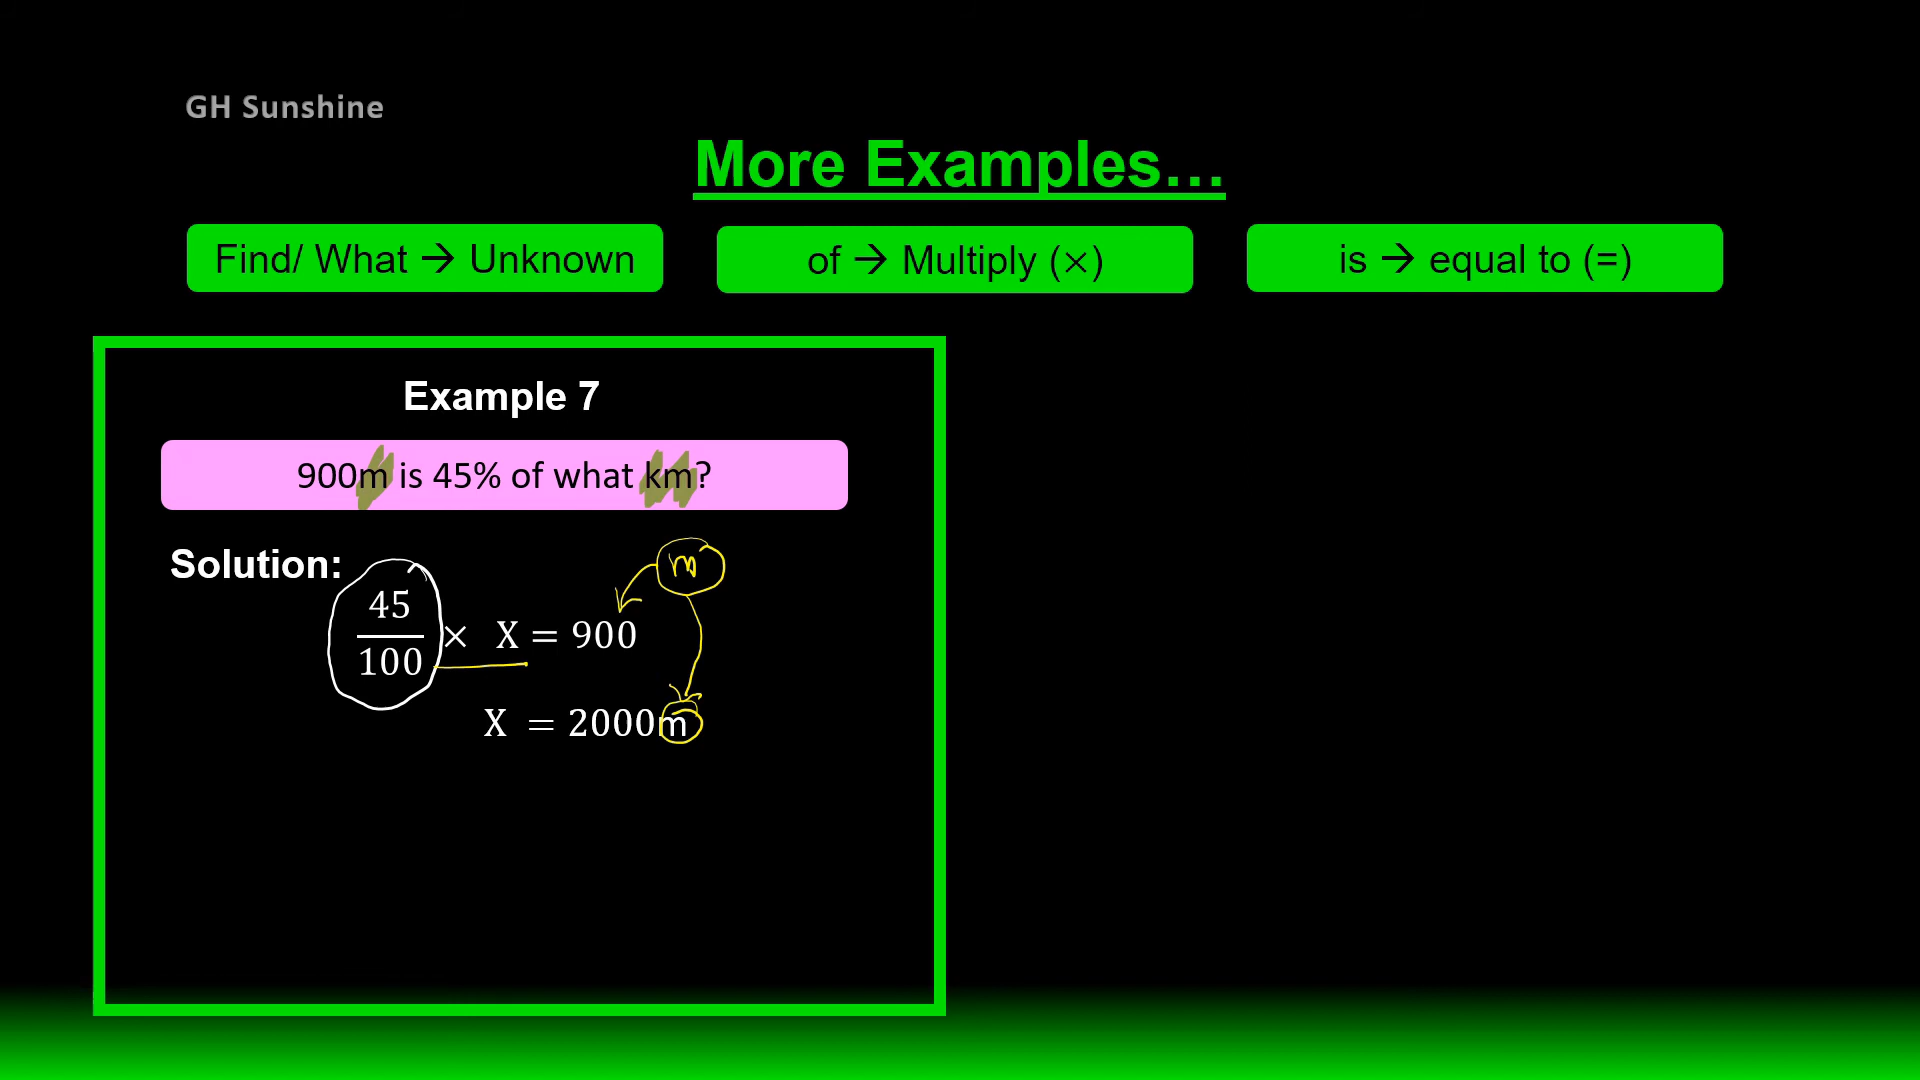 GH Sunshine
More Examples…
Find/ What → Unknown
of → Multiply (×)
is → equal to (=)
Example 7
900m is 45% of what km?
Solution:
m
45
100
× X = 900
X = 2000m